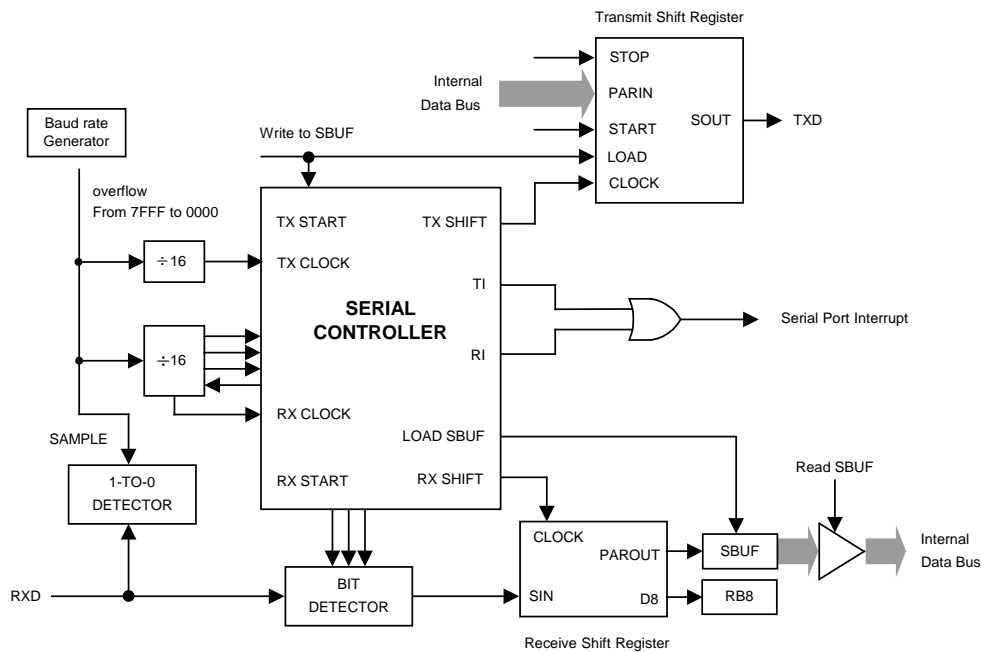 Transmit Shift Register
STOP
Internal
Data Bus
PARIN
SOUT
TXD
START
LOAD
CLOCK
Baud rate
Generator
Write to SBUF
overflow
From 7FFF to 0000
÷16
÷16
TX START
TX SHIFT
TX CLOCK
TI
SERIAL
CONTROLLER
RI
RX CLOCK
LOAD SBUF
RX START
RX SHIFT
Serial Port Interrupt
SAMPLE
1-TO-0
DETECTOR
Read SBUF
CLOCK
PAROUT
SIN
D8
SBUF
RB8
Internal
Data Bus
RXD
BIT
DETECTOR
Receive Shift Register